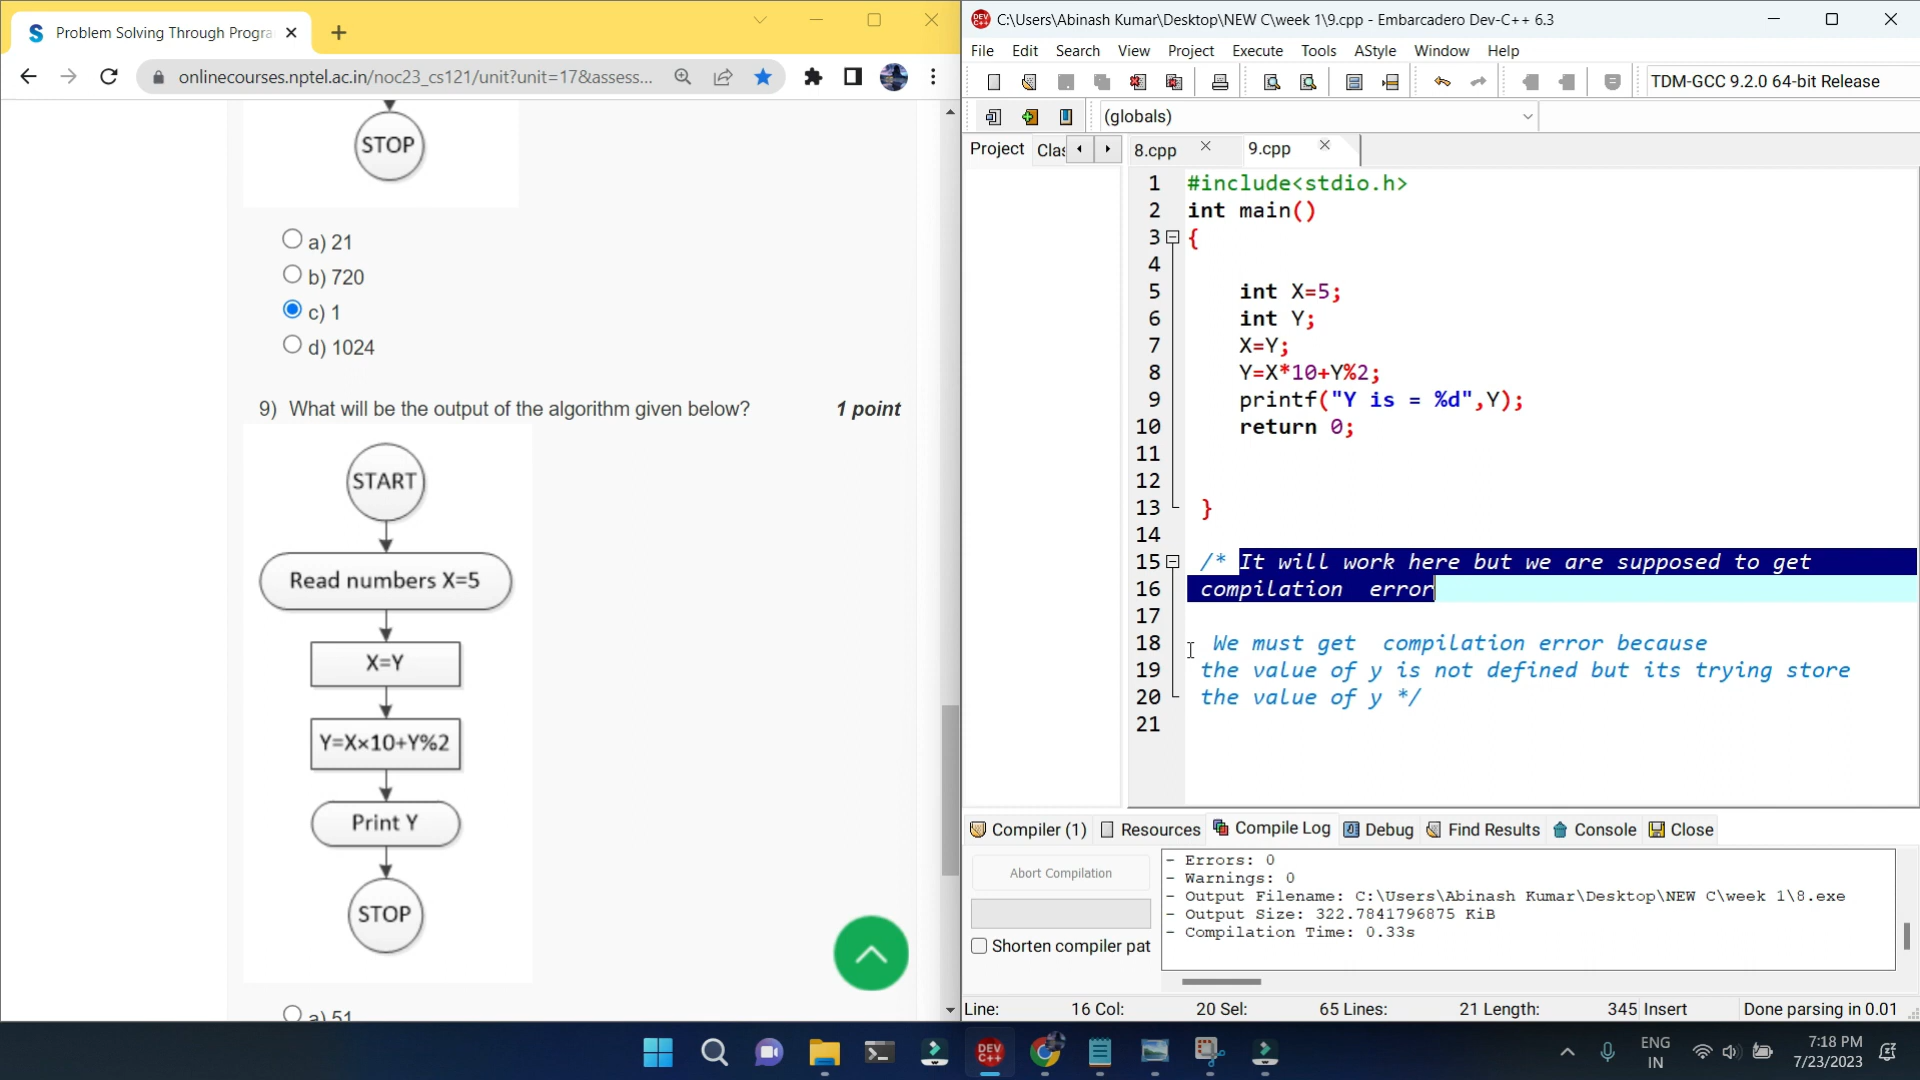 Problem Solving Through Progra
onlinecourses.nptel.ac.in/noc23_cs121/unit?unit=17&assess...
STOP
a) 21
b) 720
c) 1
d) 1024
9) What will be the output of the algorithm given below?
1 point
START
Read numbers X=5
X=Y
Y=X×10+Y%2
Print Y
STOP
a) 51
C:\Users\Abinash Kumar\Desktop\NEW C\week 1\9.cpp - Embarcadero Dev-C++ 6.3
File Edit Search View Project Execute Tools AStyle Window Help
TDM-GCC 9.2.0 64-bit Release
(globals)
Project Clas 8.cpp 9.cpp
1 #include<stdio.h>
2 int main()
3 {
4
5 int X=5;
6 int Y;
7 X=Y;
8 Y=X*10+Y%2;
9 printf("Y is = %d",Y);
10 return 0;
11
12
13 }
14
15 /* It will work here but we are supposed to get
16 compilation error
17
18 We must get compilation error because
19 the value of y is not defined but its trying store
20 the value of y */
21
Compiler (1) Resources Compile Log Debug Find Results Console Close
Abort Compilation
Shorten compiler pat
- Errors: 0
- Warnings: 0
- Output Filename: C:\Users\Abinash Kumar\Desktop\NEW C\week 1\8.exe
- Output Size: 322.7841796875 KiB
- Compilation Time: 0.33s
Line: 16 Col: 20 Sel: 65 Lines: 21 Length: 345 Insert Done parsing in 0.01
DEV C++
ENG
IN
7:18 PM
7/23/2023